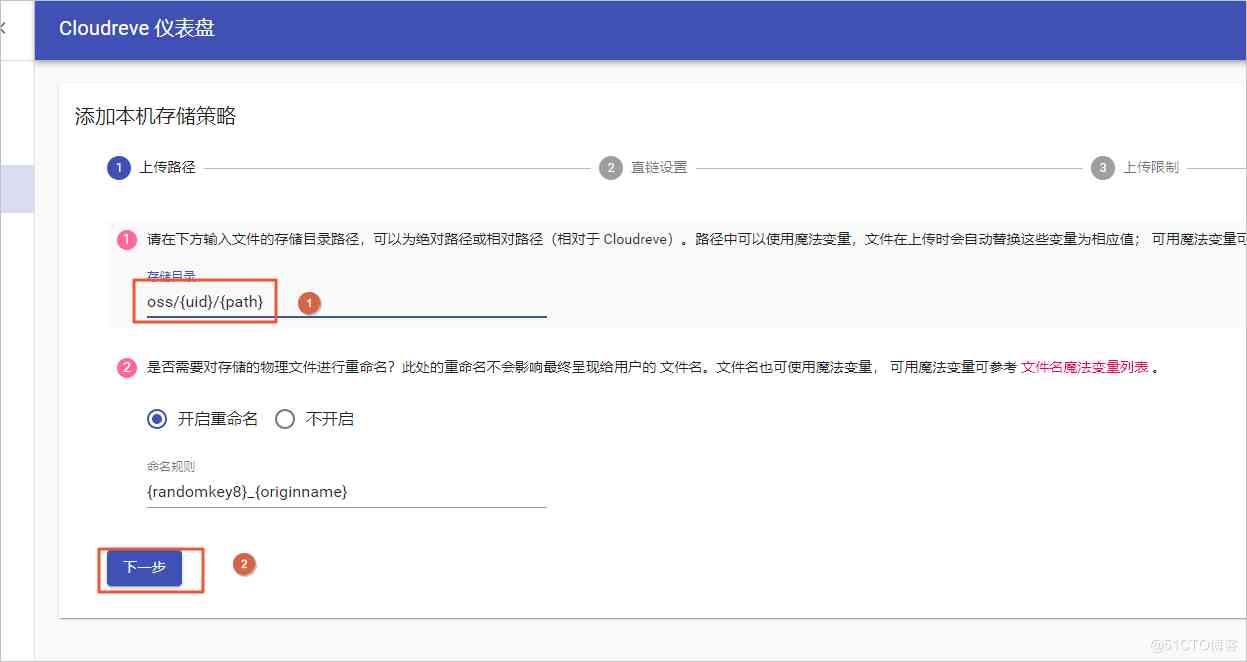 Cloudreve 仪表盘
添加本机存储策略
1 上传路径 2 直链设置 3 上传限制
1 请在下方输入文件的存储目录路径，可以为绝对路径或相对路径（相对于 Cloudreve）。路径中可以使用魔法变量，文件在上传时会自动替换这些变量为相应值； 可用魔法变量可
存储目录
oss/{uid}/{path} 1
2 是否需要对存储的物理文件进行重命名？此处的重命名不会影响最终呈现给用户的 文件名。文件名也可使用魔法变量， 可用魔法变量可参考 文件名魔法变量列表 。
开启重命名 不开启
命名规则
{randomkey8}_{originname}
下一步 2
@51CTO博客